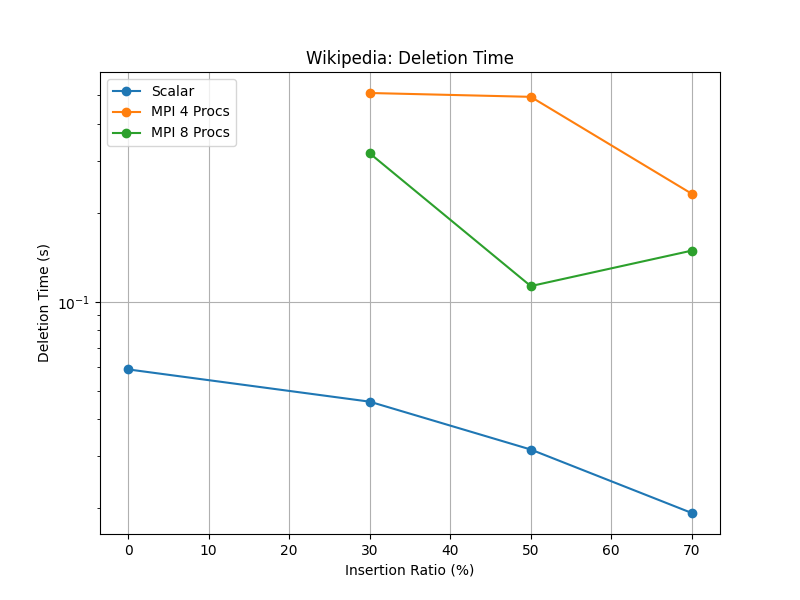 Wikipedia: Deletion Time
Scalar
MPI 4 Procs
MPI 8 Procs
Deletion Time (s)
10⁻¹
0 10 20 30 40 50 60 70
Insertion Ratio (%)